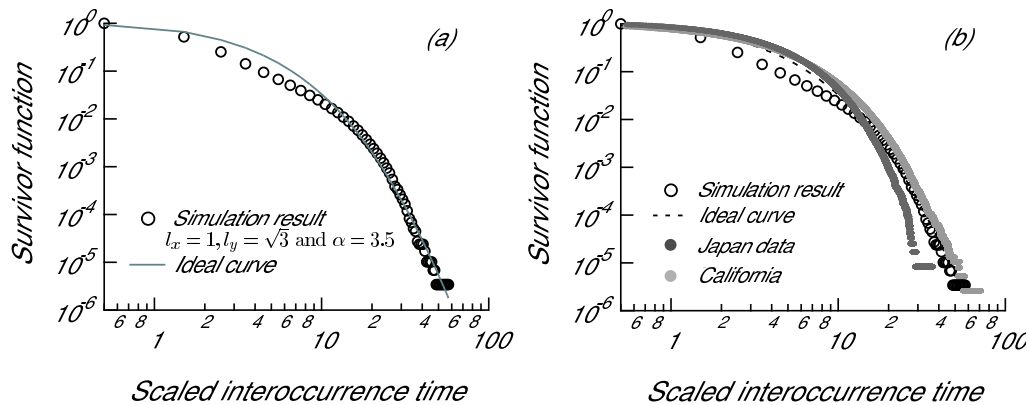 (a)
Survivor function
10^0
10^-1
10^-2
10^-3
10^-4
10^-5
10^-6
Simulation result
l_x = 1, l_y = √3 and α = 3.5
Ideal curve
6 8 2 4 6 8 2 4 6 8
1 10 100
Scaled interoccurrence time
(b)
Survivor function
10^0
10^-1
10^-2
10^-3
10^-4
10^-5
10^-6
Simulation result
Ideal curve
Japan data
California
6 8 2 4 6 8 2 4 6 8
1 10 100
Scaled interoccurrence time